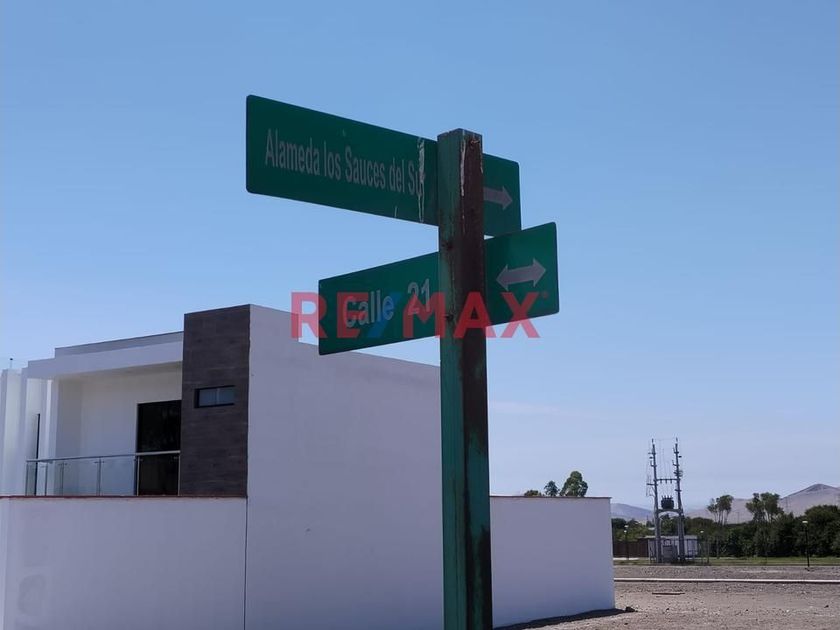 Alameda los Sauces del Sur
Calle 21
RE/MAX